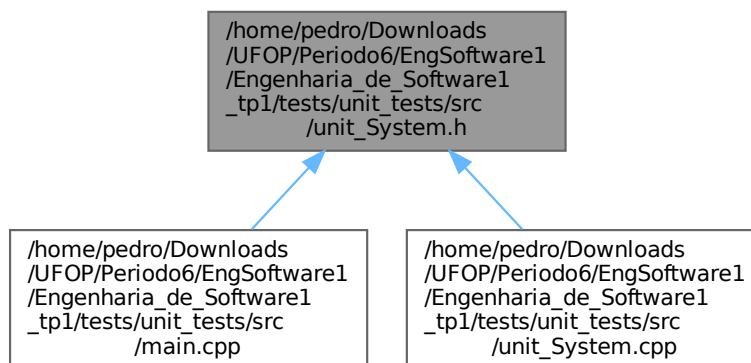 /home/pedro/Downloads
/UFOP/Periodo6/EngSoftware1
/Engenharia_de_Software1
_tp1/tests/unit_tests/src
/unit_System.h
/home/pedro/Downloads
/UFOP/Periodo6/EngSoftware1
/Engenharia_de_Software1
_tp1/tests/unit_tests/src
/main.cpp
/home/pedro/Downloads
/UFOP/Periodo6/EngSoftware1
/Engenharia_de_Software1
_tp1/tests/unit_tests/src
/unit_System.cpp